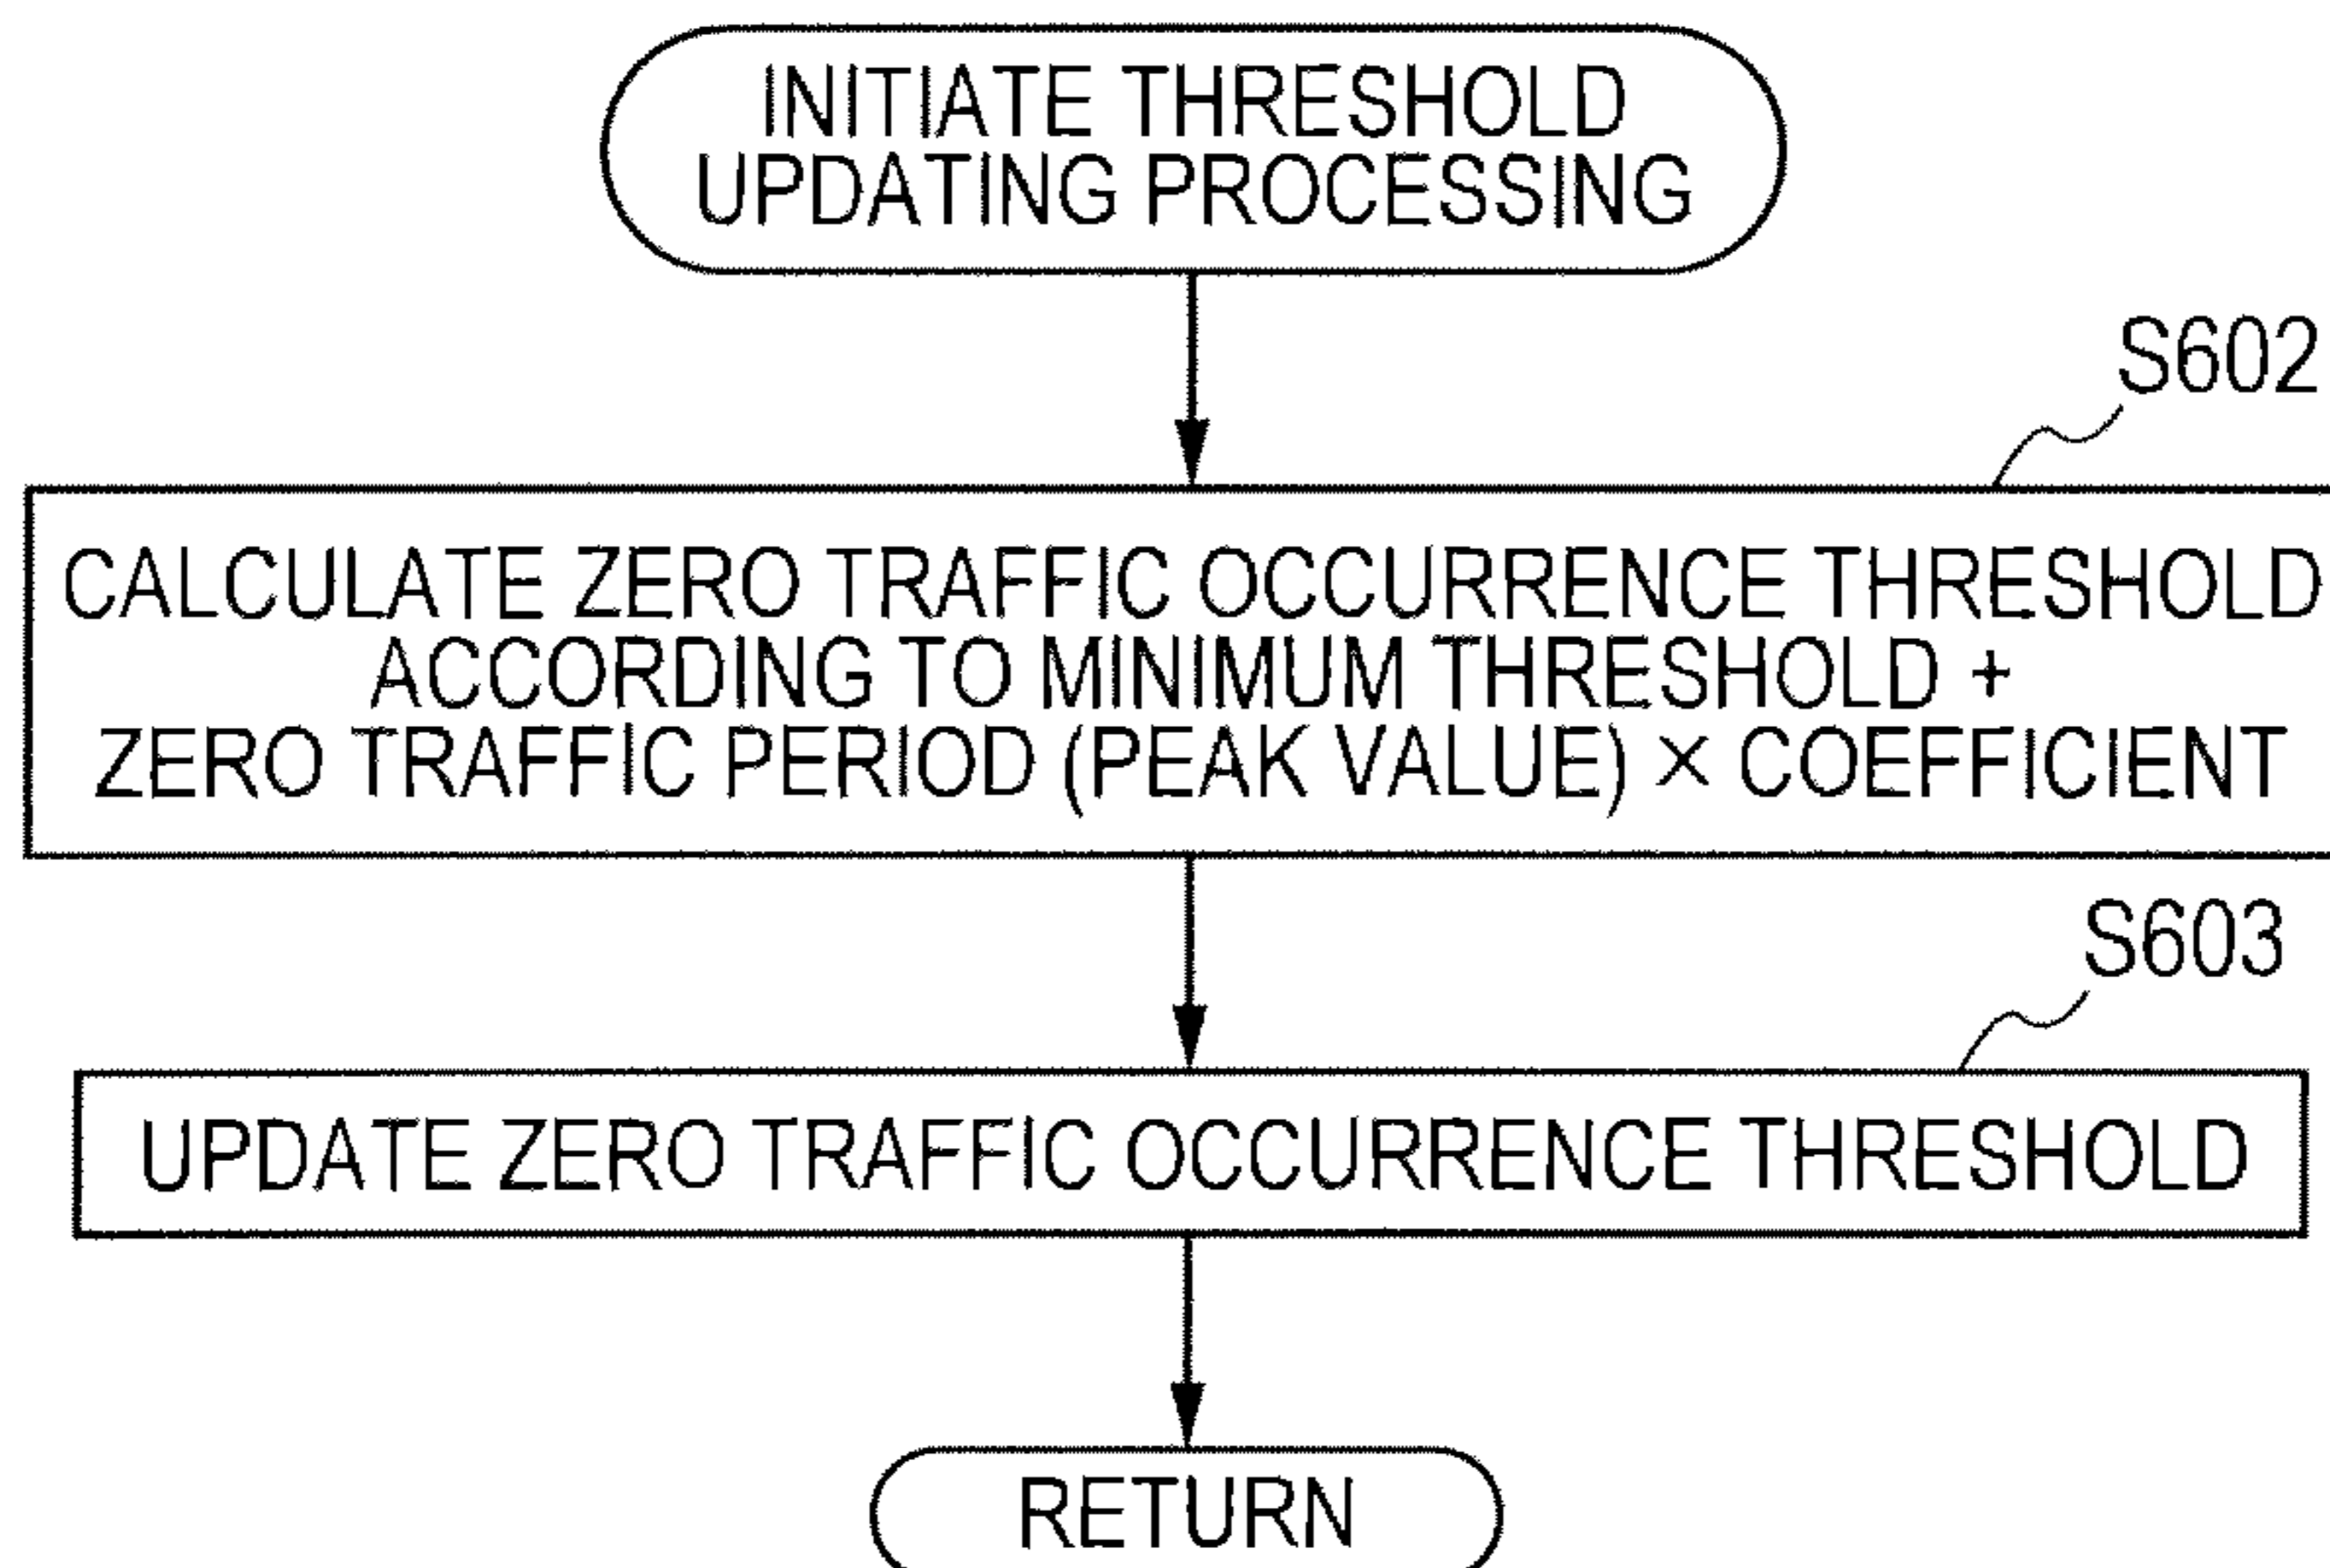 INITIATE THRESHOLD
UPDATING PROCESSING
S602
CALCULATE ZERO TRAFFIC OCCURRENCE THRESHOLD
ACCORDING TO MINIMUM THRESHOLD +
ZERO TRAFFIC PERIOD (PEAK VALUE) × COEFFICIENT
S603
UPDATE ZERO TRAFFIC OCCURRENCE THRESHOLD
RETURN